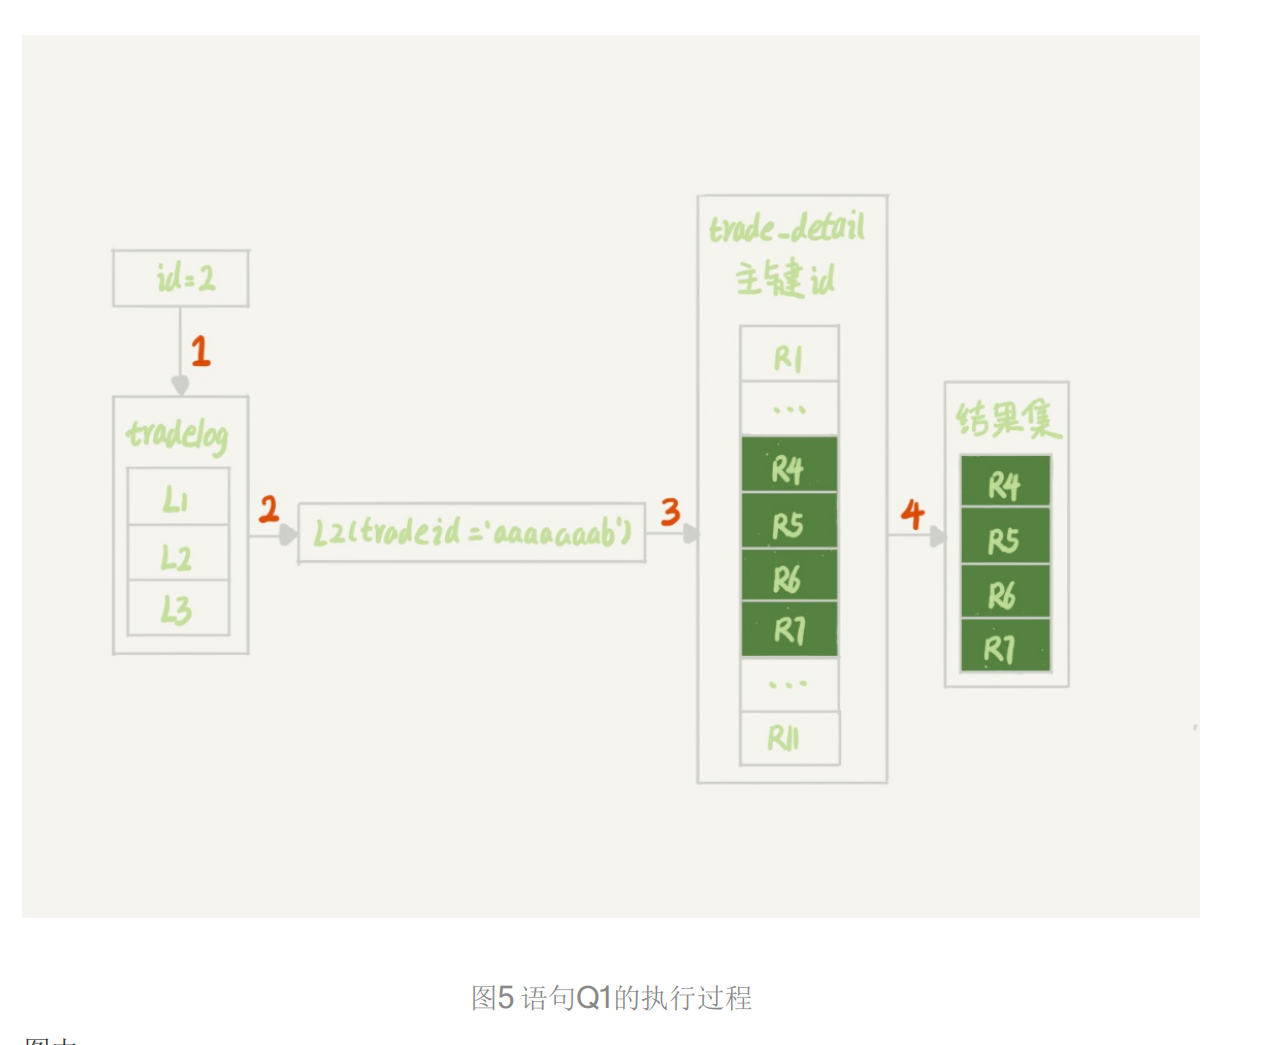 id=2
1
tradelog
L1
L2
L3
2
L2(tradeid='aaaaaaab')
3
trade_detail
主键id
R1
...
R4
R5
R6
R7
...
R11
4
结果集
R4
R5
R6
R7
图5 语句Q1的执行过程